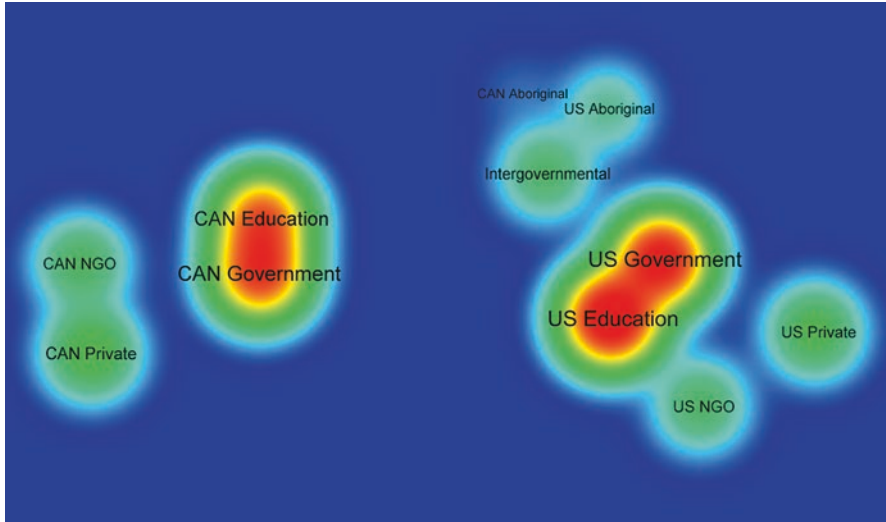 CAN Aboriginal
US Aboriginal
Intergovernmental
CAN Education
CAN NGO
CAN Government
US Government
US Education
US Private
CAN Private
US NGO